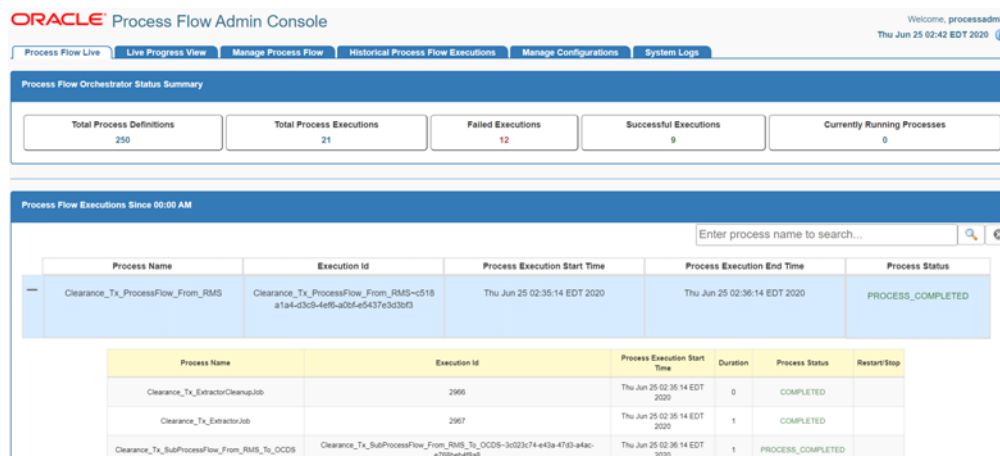 ORACLE Process Flow Admin Console
Welcome, processadm
Thu Jun 25 02:42 EDT 2020
Process Flow Live
Live Progress View
Manage Process Flow
Historical Process Flow Executions
Manage Configurations
System Logs
Process Flow Orchestrator Status Summary
Total Process Definitions
250
Total Process Executions
21
Failed Executions
12
Successful Executions
9
Currently Running Processes
0
Process Flow Executions Since 00:00 AM
Enter process name to search...
Process Name Execution Id Process Execution Start Time Process Execution End Time Process Status
Clearance_Tx_ProcessFlow_From_RMS
Clearance_Tx_ProcessFlow_From_RMS~c518
a1a4-d3c9-4ef6-a0bf-e5437e3d3bf3
Thu Jun 25 02:35:14 EDT 2020
Thu Jun 25 02:36:14 EDT 2020
PROCESS_COMPLETED
Process Name Execution Id
Process Execution Start
Time
Duration Process Status Restart/Stop
Clearance_Tx_ExtractorCleanupJob
2966
Thu Jun 25 02:35:14 EDT
2020
0
COMPLETED
Clearance_Tx_ExtractorJob
2967
Thu Jun 25 02:35:14 EDT
2020
1
COMPLETED
Clearance_Tx_SubProcessFlow_From_RMS_To_OCDS
Clearance_Tx_SubProcessFlow_From_RMS_To_OCDS~3c023c74-e43a-47d3-a4ac-
Thu Jun 25 02:36:14 EDT
2020
1
PROCESS_COMPLETED